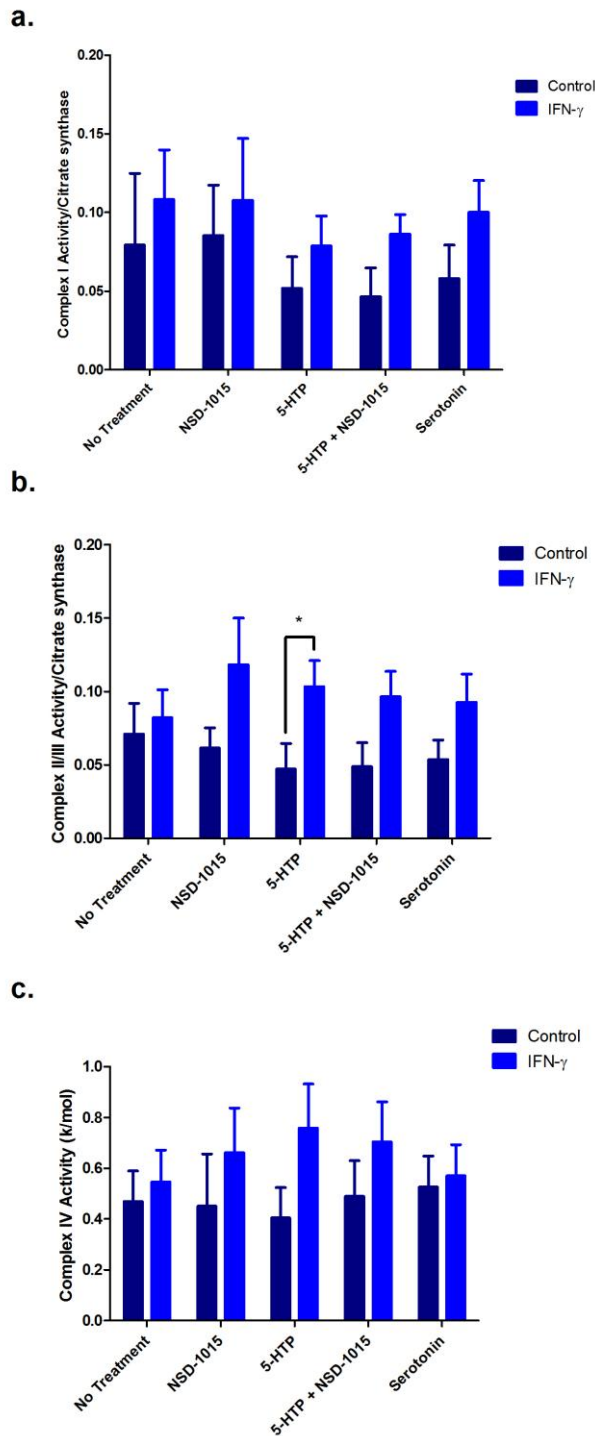 a.
Complex I Activity/Citrate synthase
0.20
0.15
0.10
0.05
0.00
Control
IFN-γ
No Treatment
NSD-1015
5-HTP
5-HTP + NSD-1015
Serotonin
b.
Complex II/III Activity/Citrate synthase
0.20
0.15
0.10
0.05
0.00
*
Control
IFN-γ
No Treatment
NSD-1015
5-HTP
5-HTP + NSD-1015
Serotonin
c.
Complex IV Activity (k/mol)
1.0
0.8
0.6
0.4
0.2
0.0
Control
IFN-γ
No Treatment
NSD-1015
5-HTP
5-HTP + NSD-1015
Serotonin